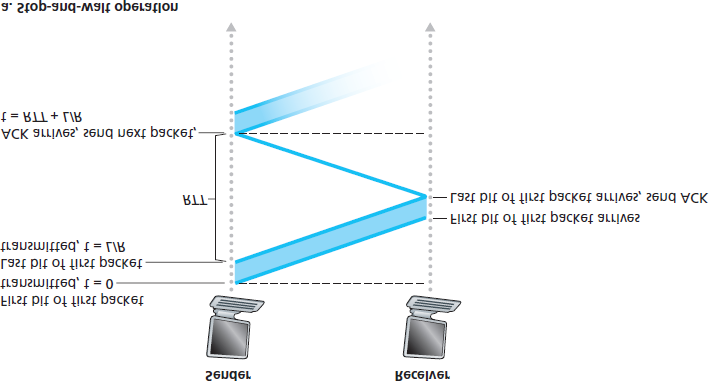 Sender
Receiver
First bit of first packet
transmitted, t = 0
Last bit of first packet
transmitted, t = L/R
First bit of first packet arrives
Last bit of first packet arrives, send ACK
RTT
ACK arrives, send next packet,
t = RTT + L/R
a. Stop-and-wait operation